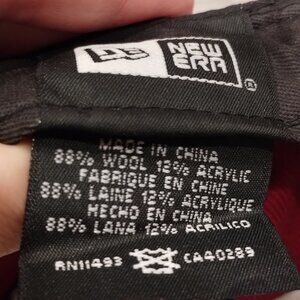 NEW
ERA
®
MADE IN CHINA
88% WOOL 12% ACRYLIC
FABRIQUE EN CHINE
88% LAINE 12% ACRYLIQUE
HECHO EN CHINA
88% LANA 12% ACRILICO
RN11493 CA40289